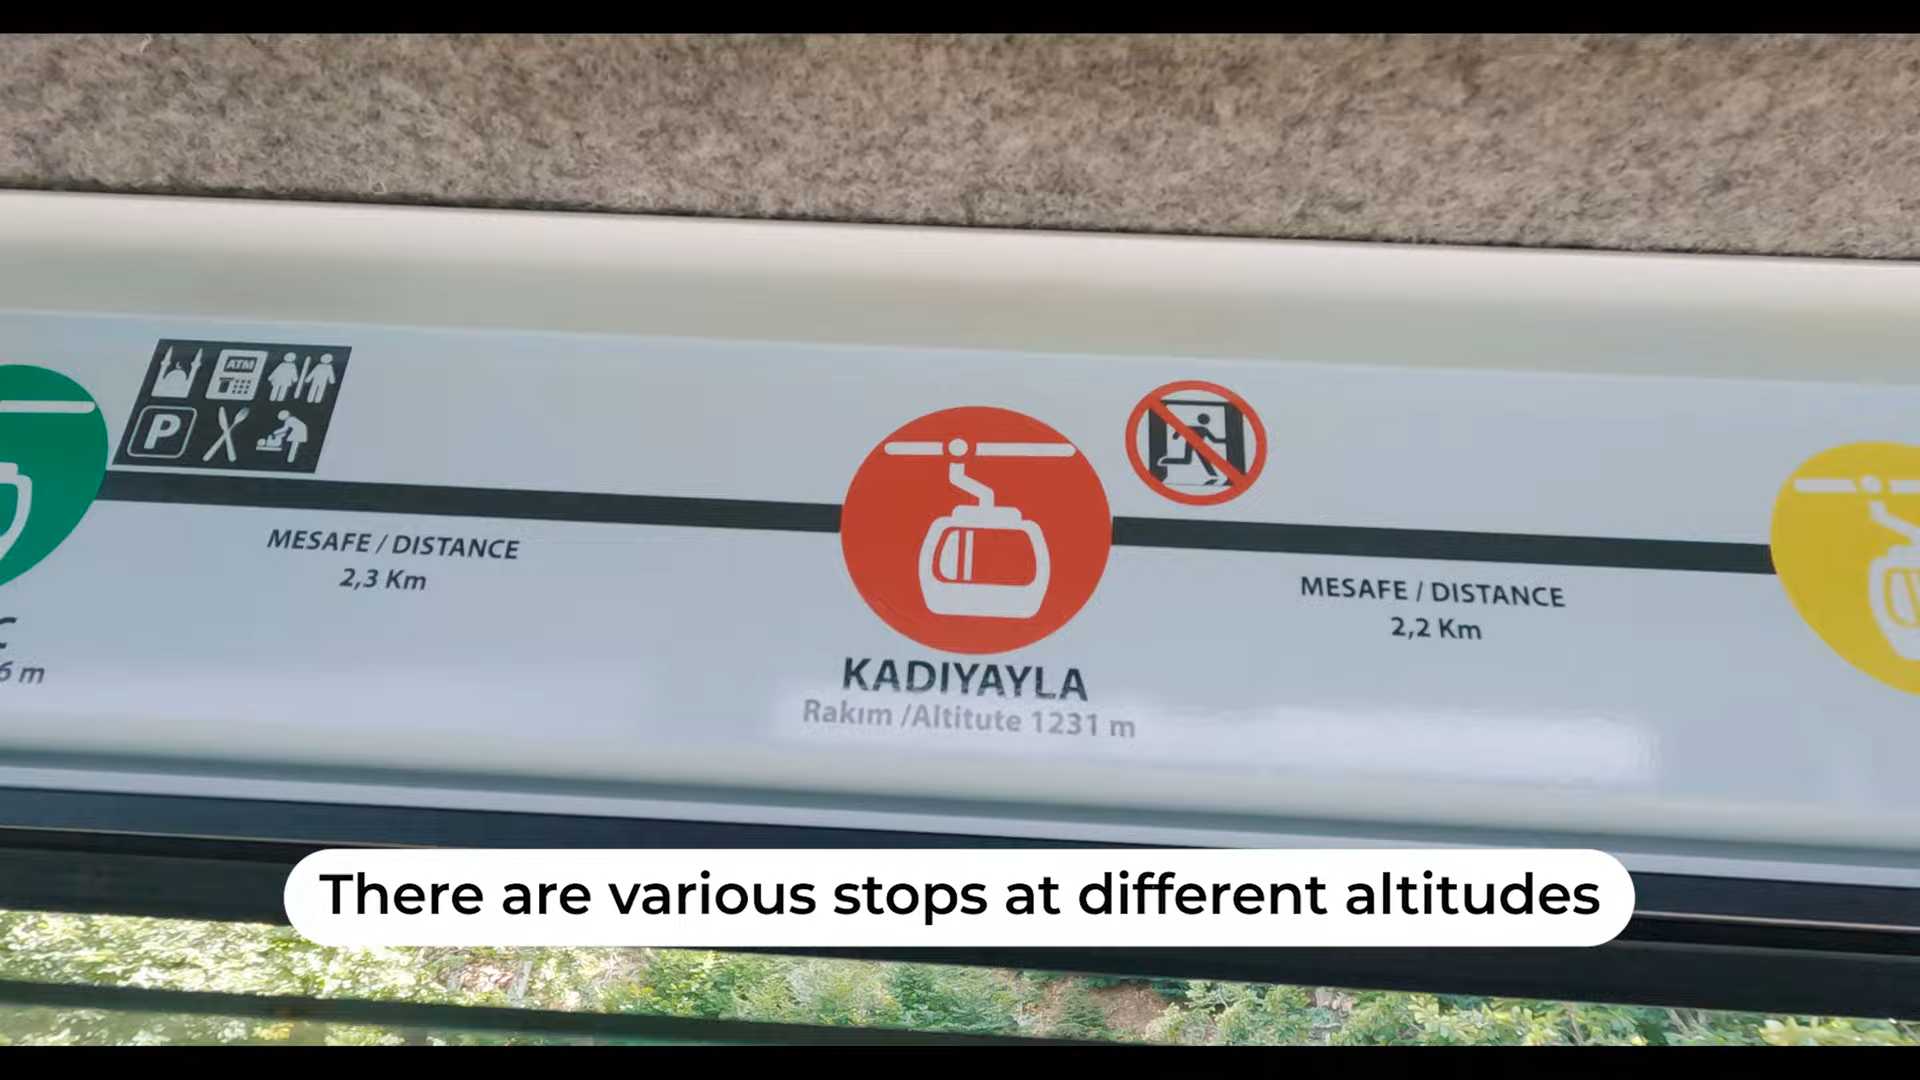 ATM
P
MESAFE / DISTANCE
2,3 Km
MESAFE / DISTANCE
2,2 Km
C
6 m
KADIYAYLA
Rakım /Altitute 1231 m
There are various stops at different altitudes